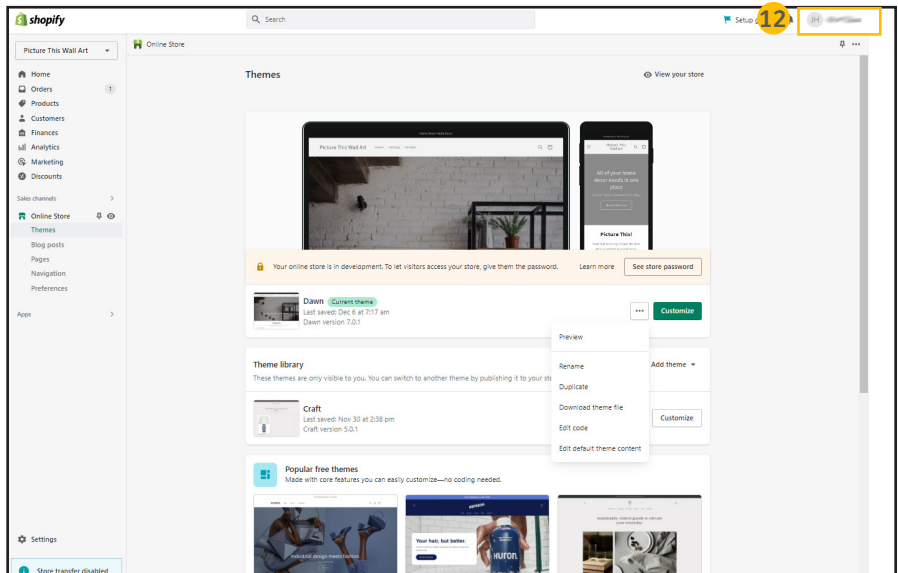 shopify
Search
Setup
12
JH
Picture This Wall Art
Online Store
Home
Orders 1
Products
Customers
Finances
Analytics
Marketing
Discounts
Sales channels
Online Store
Themes
Blog posts
Pages
Navigation
Preferences
Apps
Settings
Store transfer disabled
Themes
View your store
Picture This Wall Art
All of your home
decor needs in one
place
Picture This!
Your online store is in development. To let visitors access your store, give them the password. Learn more See store password
Dawn Current theme
Last saved: Dec 6 at 7:17 am
Dawn version 7.0.1
Customize
Preview
Rename
Duplicate
Download theme file
Edit code
Edit default theme content
Theme library
Add theme
These themes are only visible to you. You can switch to another theme by publishing it to your
Craft
Last saved: Nov 30 at 2:38 pm
Craft version 5.0.1
Customize
Popular free themes
Made with core features you can easily customize—no coding needed.
Industrial design meets fashion
Your hair, but better.
HURON